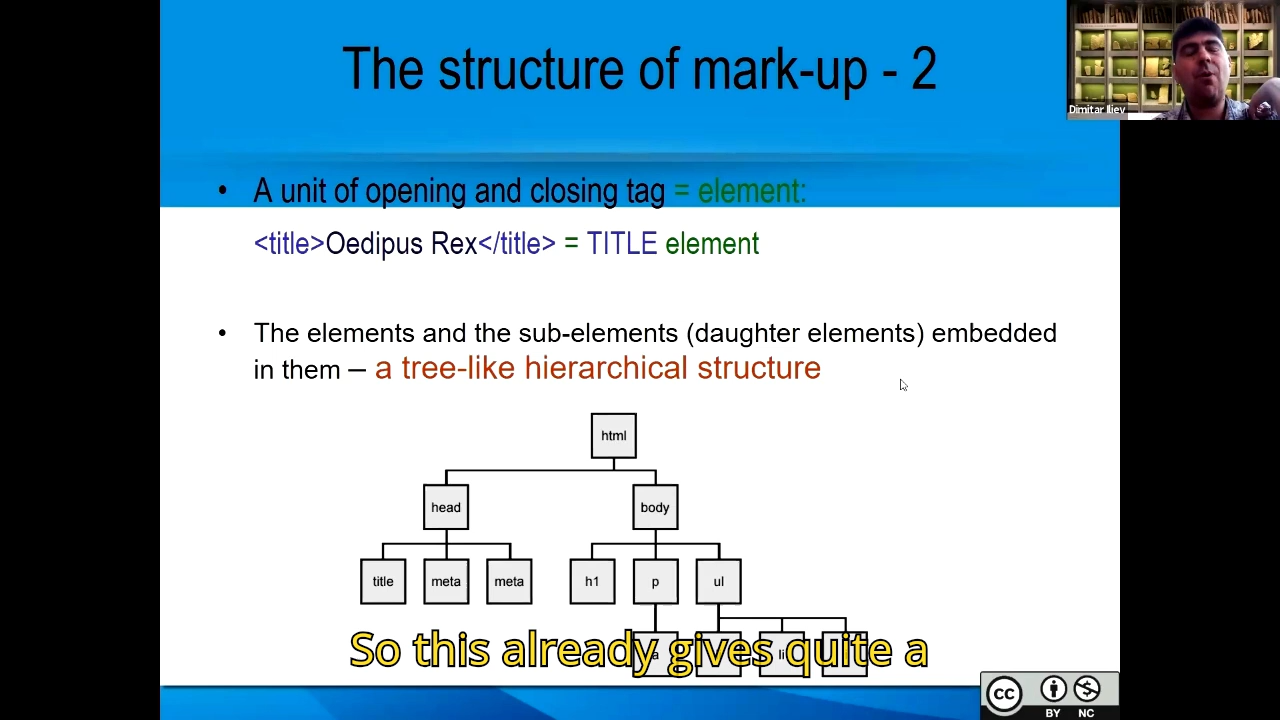 The structure of mark-up - 2
Dimitar Iliev
• A unit of opening and closing tag = element:
<title>Oedipus Rex</title> = TITLE element
• The elements and the sub-elements (daughter elements) embedded
in them – a tree-like hierarchical structure
html
head body
title meta meta h1 p ul
a li
So this already gives quite a
cc
BY NC